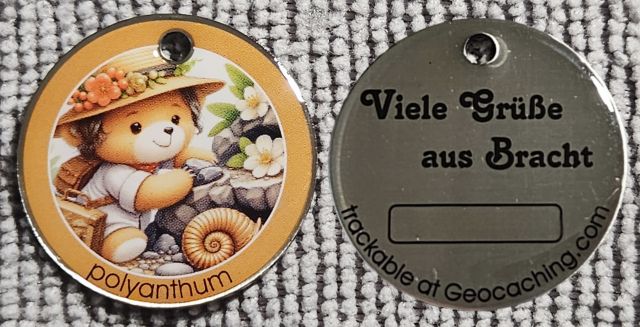 polyanthum
Viele Grüße
aus Bracht
trackable at Geocaching.com